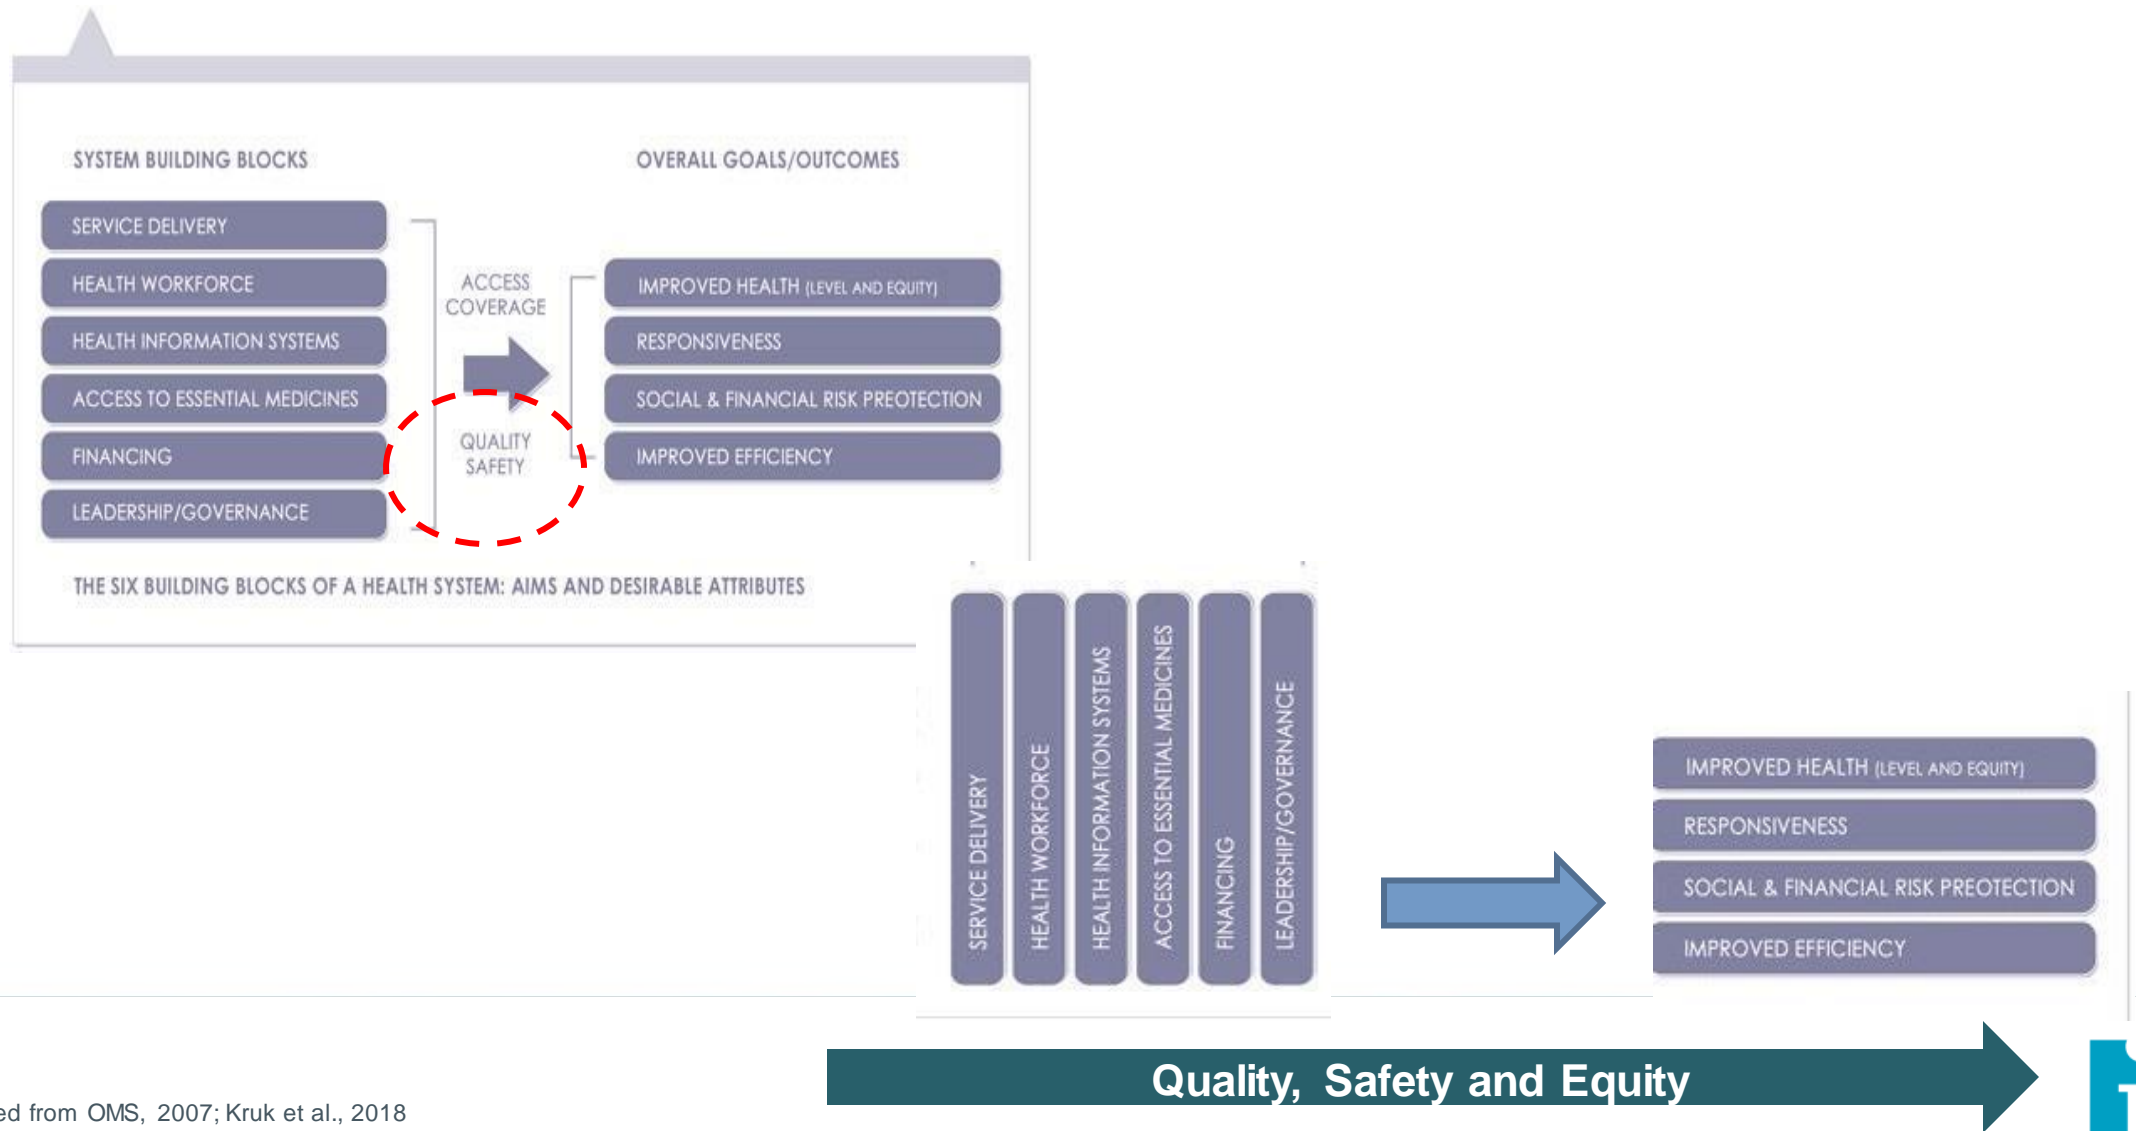 SYSTEM BUILDING BLOCKS
SERVICE DELIVERY
HEALTH WORKFORCE
HEALTH INFORMATION SYSTEMS
ACCESS TO ESSENTIAL MEDICINES
FINANCING
LEADERSHIP/GOVERNANCE
ACCESS
COVERAGE
QUALITY
SAFETY
OVERALL GOALS/OUTCOMES
IMPROVED HEALTH (LEVEL AND EQUITY)
RESPONSIVENESS
SOCIAL & FINANCIAL RISK PREOTECTION
IMPROVED EFFICIENCY
THE SIX BUILDING BLOCKS OF A HEALTH SYSTEM: AIMS AND DESIRABLE ATTRIBUTES
SERVICE DELIVERY
HEALTH WORKFORCE
HEALTH INFORMATION SYSTEMS
ACCESS TO ESSENTIAL MEDICINES
FINANCING
LEADERSHIP/GOVERNANCE
IMPROVED HEALTH (LEVEL AND EQUITY)
RESPONSIVENESS
SOCIAL & FINANCIAL RISK PREOTECTION
IMPROVED EFFICIENCY
Quality, Safety and Equity
from OMS, 2007; Kruk et al., 2018